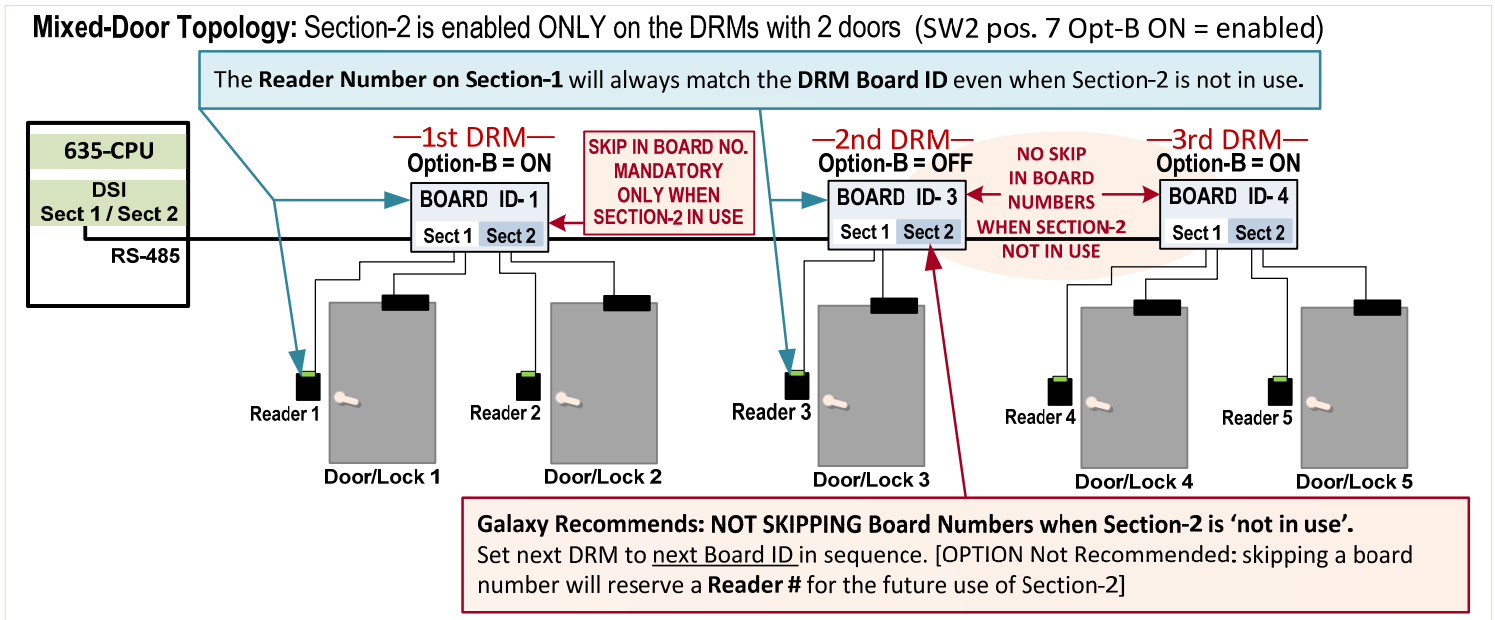 Mixed-Door Topology: Section-2 is enabled ONLY on the DRMs with 2 doors (SW2 pos. 7 Opt-B ON = enabled)
The Reader Number on Section-1 will always match the DRM Board ID even when Section-2 is not in use.
635-CPU
DSI
Sect 1 / Sect 2
RS-485
—1st DRM—
Option-B = ON
BOARD ID- 1
Sect 1 Sect 2
SKIP IN BOARD NO.
MANDATORY
ONLY WHEN
SECTION-2 IN USE
—2nd DRM—
Option-B = OFF
BOARD ID- 3
Sect 1 Sect 2
NO SKIP
IN BOARD
NUMBERS
WHEN SECTION-2
NOT IN USE
—3rd DRM—
Option-B = ON
BOARD ID- 4
Sect 1 Sect 2
Reader 1
Door/Lock 1
Reader 2
Door/Lock 2
Reader 3
Door/Lock 3
Reader 4
Door/Lock 4
Reader 5
Door/Lock 5
Galaxy Recommends: NOT SKIPPING Board Numbers when Section-2 is ‘not in use’.
Set next DRM to next Board ID in sequence. [OPTION Not Recommended: skipping a board
number will reserve a Reader # for the future use of Section-2]